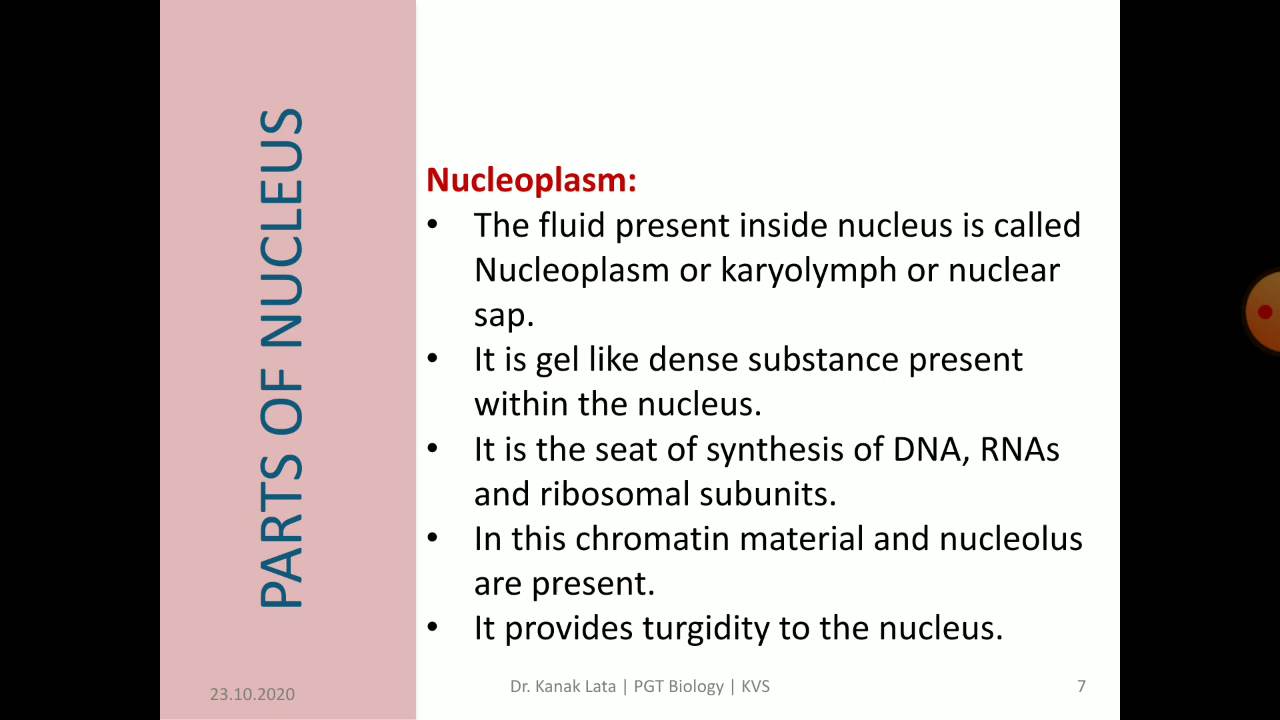 PARTS OF NUCLEUS
Nucleoplasm:
• The fluid present inside nucleus is called
Nucleoplasm or karyolymph or nuclear
sap.
• It is gel like dense substance present
within the nucleus.
• It is the seat of synthesis of DNA, RNAs
and ribosomal subunits.
• In this chromatin material and nucleolus
are present.
• It provides turgidity to the nucleus.
23.10.2020
Dr. Kanak Lata | PGT Biology | KVS
7